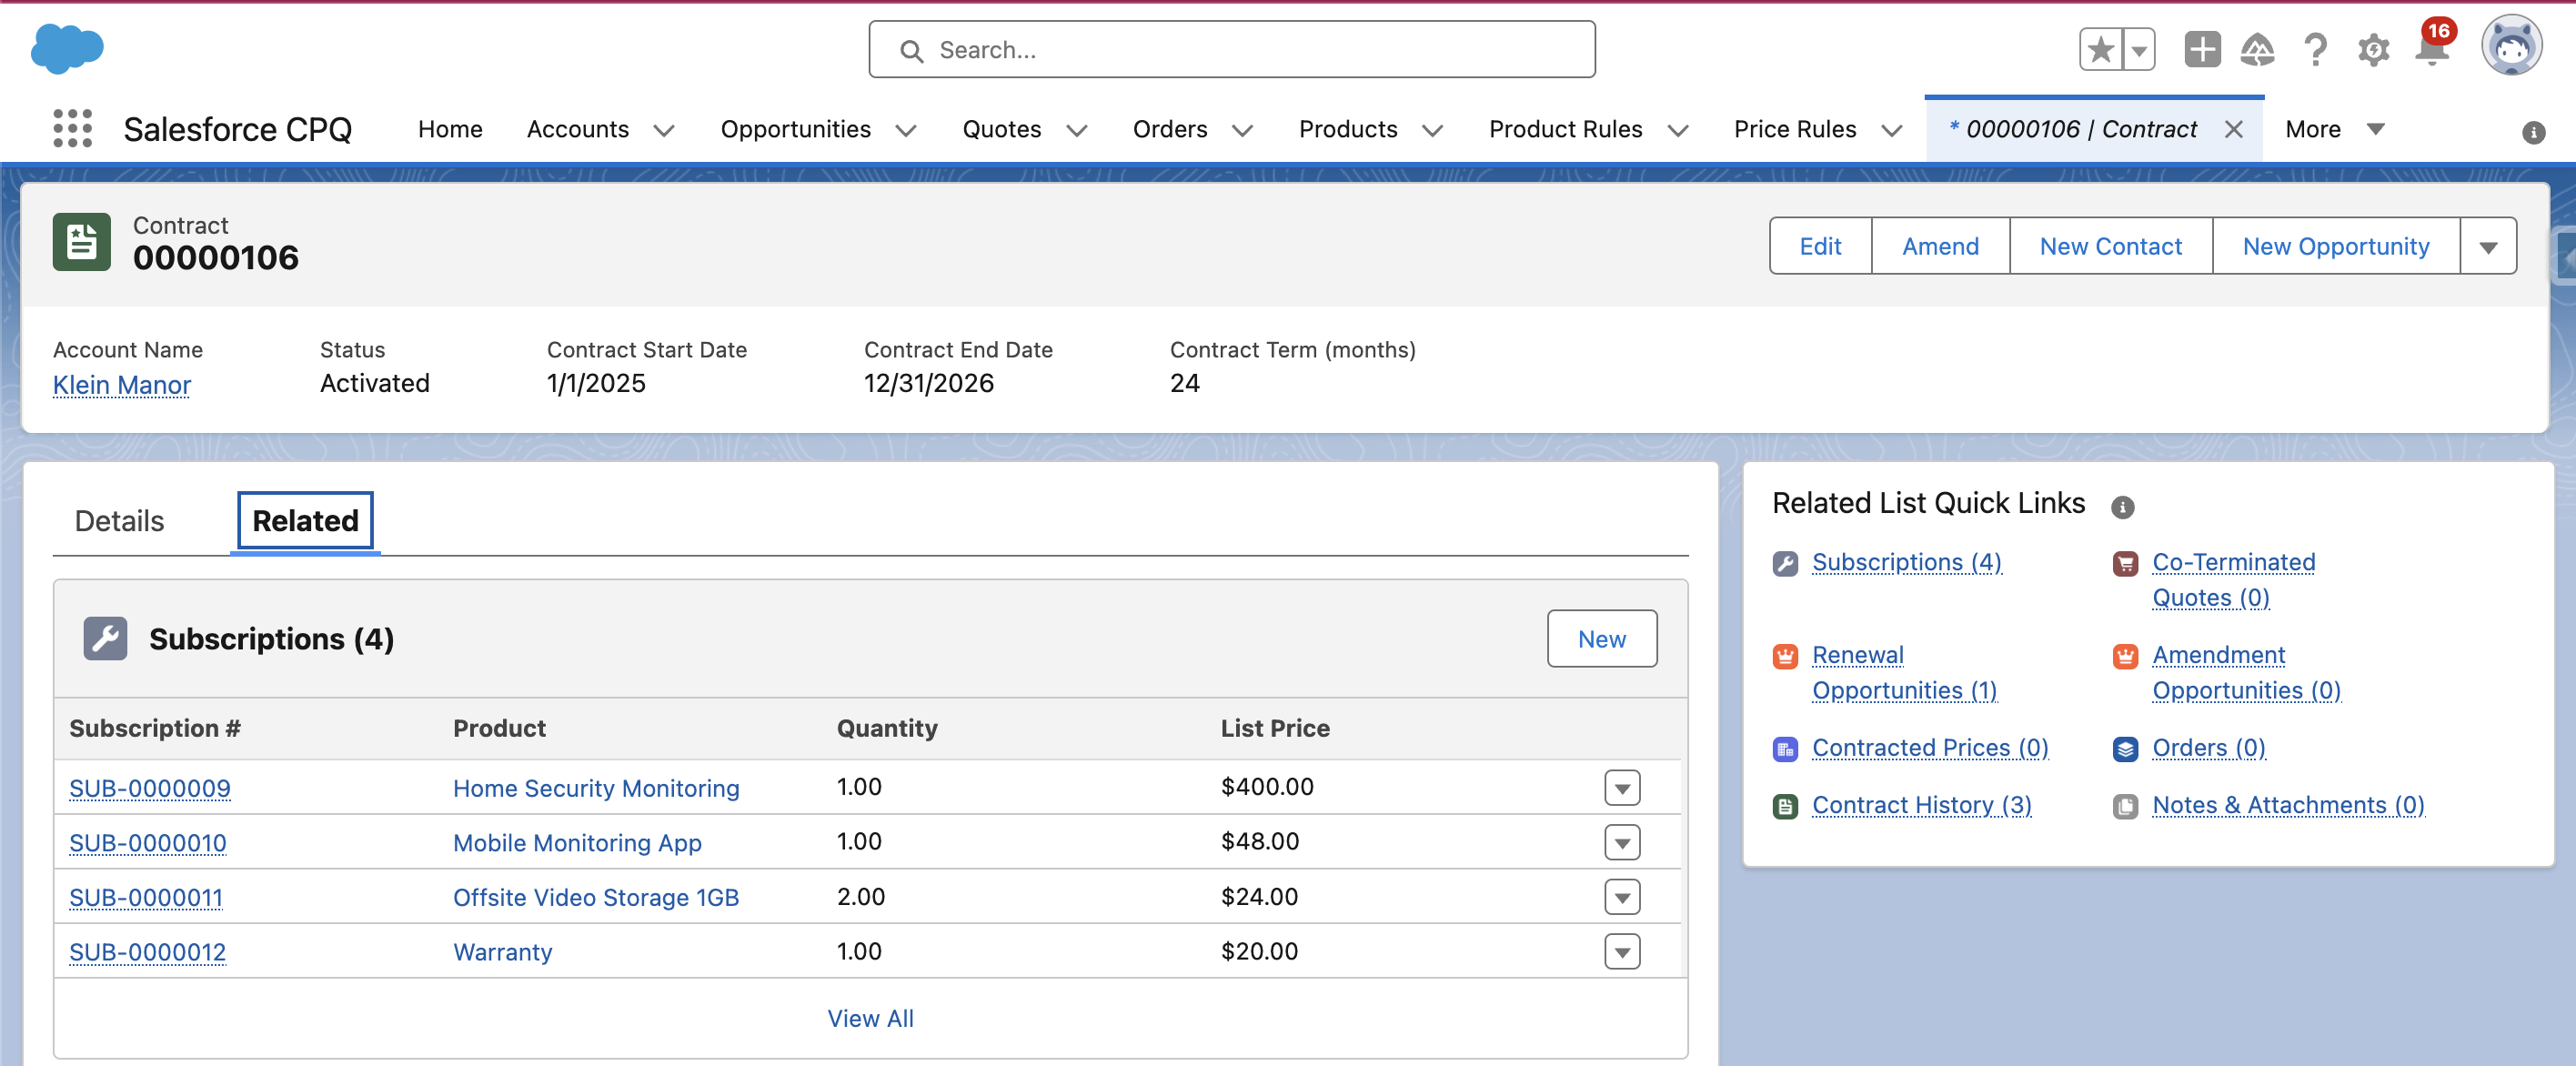 Search...
16
Salesforce CPQ Home Accounts Opportunities Quotes Orders Products Product Rules Price Rules * 00000106 | Contract More
Contract
00000106
Edit Amend New Contact New Opportunity
Account Name Status Contract Start Date Contract End Date Contract Term (months)
Klein Manor Activated 1/1/2025 12/31/2026 24
Details Related
Subscriptions (4) New
Subscription # Product Quantity List Price
SUB-0000009 Home Security Monitoring 1.00 $400.00
SUB-0000010 Mobile Monitoring App 1.00 $48.00
SUB-0000011 Offsite Video Storage 1GB 2.00 $24.00
SUB-0000012 Warranty 1.00 $20.00
View All
Related List Quick Links
Subscriptions (4)
Co-Terminated
Quotes (0)
Renewal
Opportunities (1)
Amendment
Opportunities (0)
Contracted Prices (0)
Orders (0)
Contract History (3)
Notes & Attachments (0)